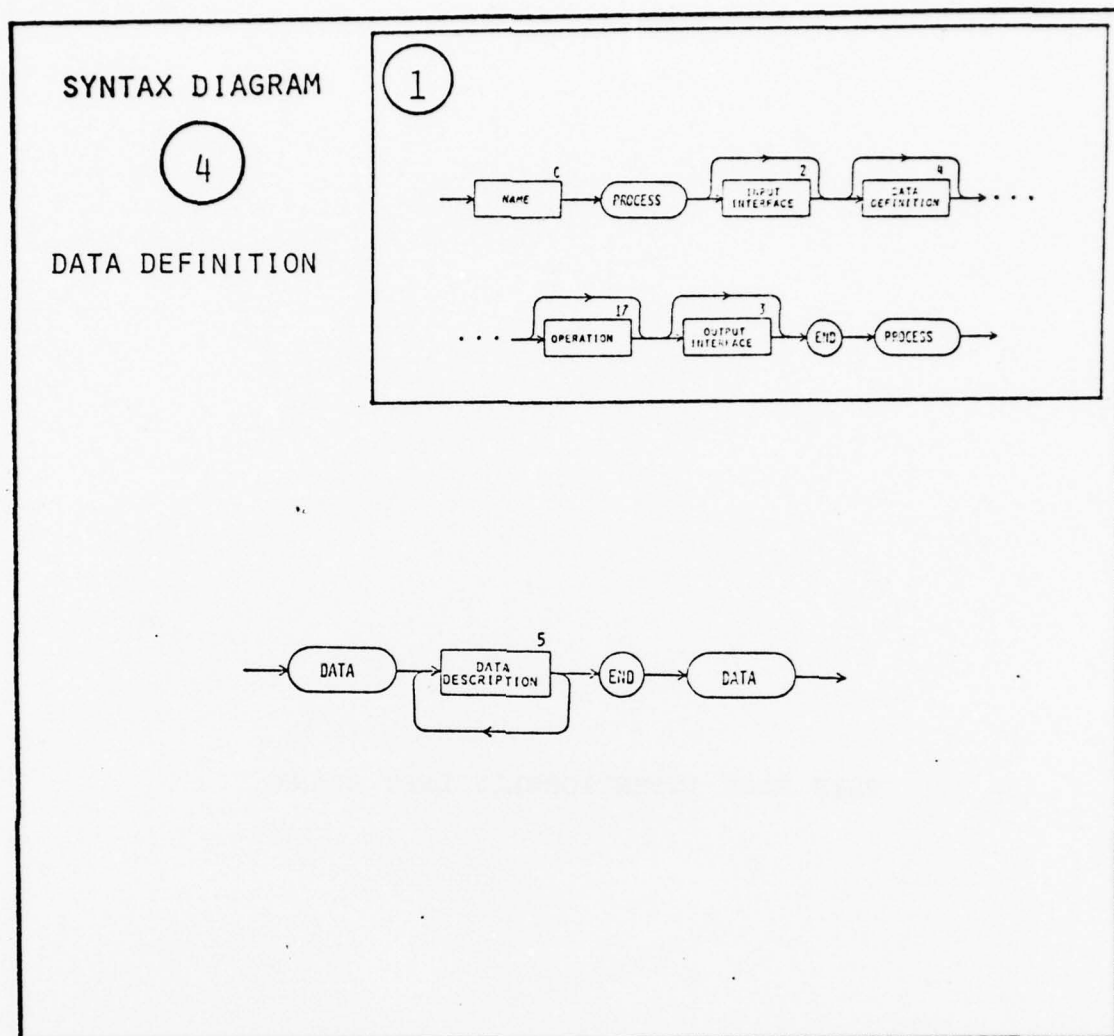 SYNTAX DIAGRAM
4
DATA DEFINITION
1
C
NAME
PROCESS
2
INPUT
INTERFACE
4
DATA
DEFINITION
. . .
. . .
17
OPERATION
3
OUTPUT
INTERFACE
END
PROCESS
DATA
5
DATA
DESCRIPTION
END
DATA